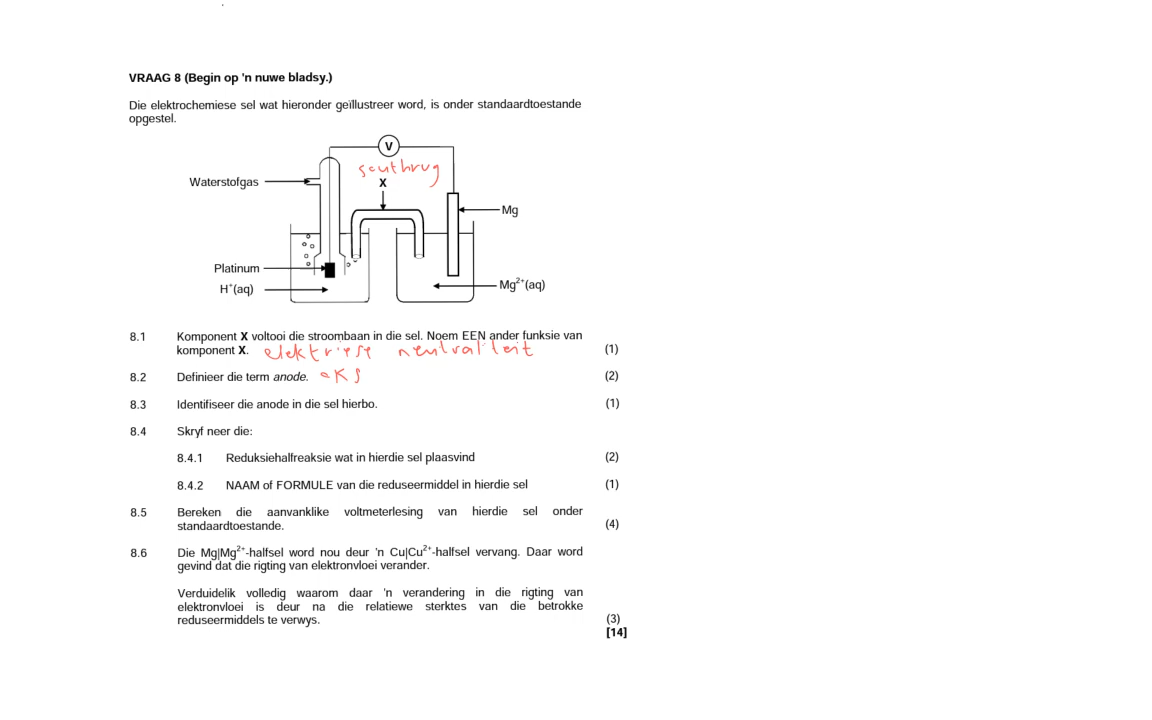 VRAAG 8 (Begin op 'n nuwe bladsy.)
Die elektrochemiese sel wat hieronder geïllustreer word, is onder standaardtoestande
opgestel.
V
soutbrug
Waterstofgas
X
Mg
Platinum
H⁺(aq)
Mg²⁺(aq)
8.1 Komponent X voltooi die stroombaan in die sel. Noem EEN ander funksie van
komponent X. elektriese neutraliteit (1)
8.2 Definieer die term anode. oks (2)
8.3 Identifiseer die anode in die sel hierbo. (1)
8.4 Skryf neer die:
8.4.1 Reduksiehalfreaksie wat in hierdie sel plaasvind (2)
8.4.2 NAAM of FORMULE van die reduseermiddel in hierdie sel (1)
8.5 Bereken die aanvanklike voltmeterlesing van hierdie sel onder
standaardtoestande. (4)
8.6 Die Mg|Mg²⁺-halfsel word nou deur 'n Cu|Cu²⁺-halfsel vervang. Daar word
gevind dat die rigting van elektronvloei verander.
Verduidelik volledig waarom daar 'n verandering in die rigting van
elektronvloei is deur na die relatiewe sterktes van die betrokke
reduseermiddels te verwys. (3)
[14]